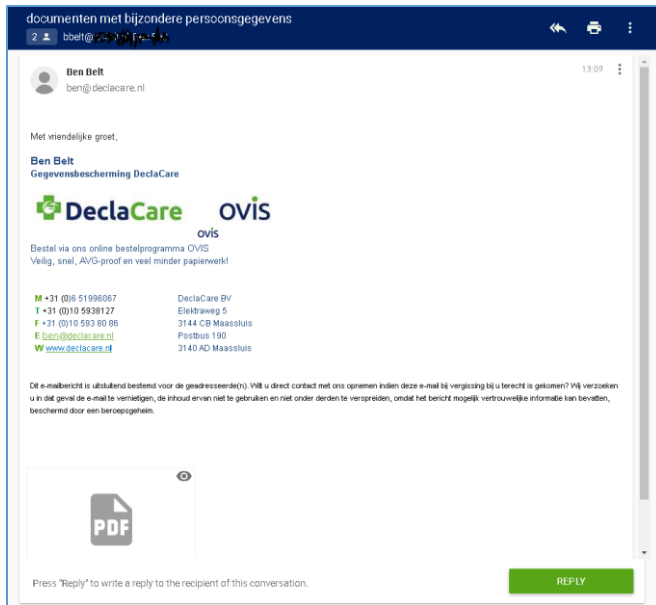 documenten met bijzondere persoonsgegevens
2 bbelt@
Ben Belt
13:09
ben@declacare.nl
Met vriendelijke groet,
Ben Belt
Gegevensbescherming DeclaCare
DeclaCare ovis
ovis
Bestel via ons online bestelprogramma OVIS
Veilig, snel, AVG-proof en veel minder papierwerk!
M +31 (0)6 51996067 DeclaCare BV
T +31 (0)10 5938127 Elektraweg 5
F +31 (0)10 593 80 86 3144 CB Maassluis
E ben@declacare.nl Postbus 190
W www.declacare.nl 3140 AD Maassluis
Dit e-mailbericht is uitsluitend bestemd voor de geadresseerde(n). Wilt u direct contact met ons opnemen indien deze e-mail bij vergissing bij u terecht is gekomen? Wij verzoeken
u in dat geval de e-mail te vernietigen, de inhoud ervan niet te gebruiken en niet onder derden te verspreiden, omdat het bericht mogelijk vertrouwelijke informatie kan bevatten,
beschermd door een beroepsgeheim.
PDF
Press "Reply" to write a reply to the recipient of this conversation.
REPLY